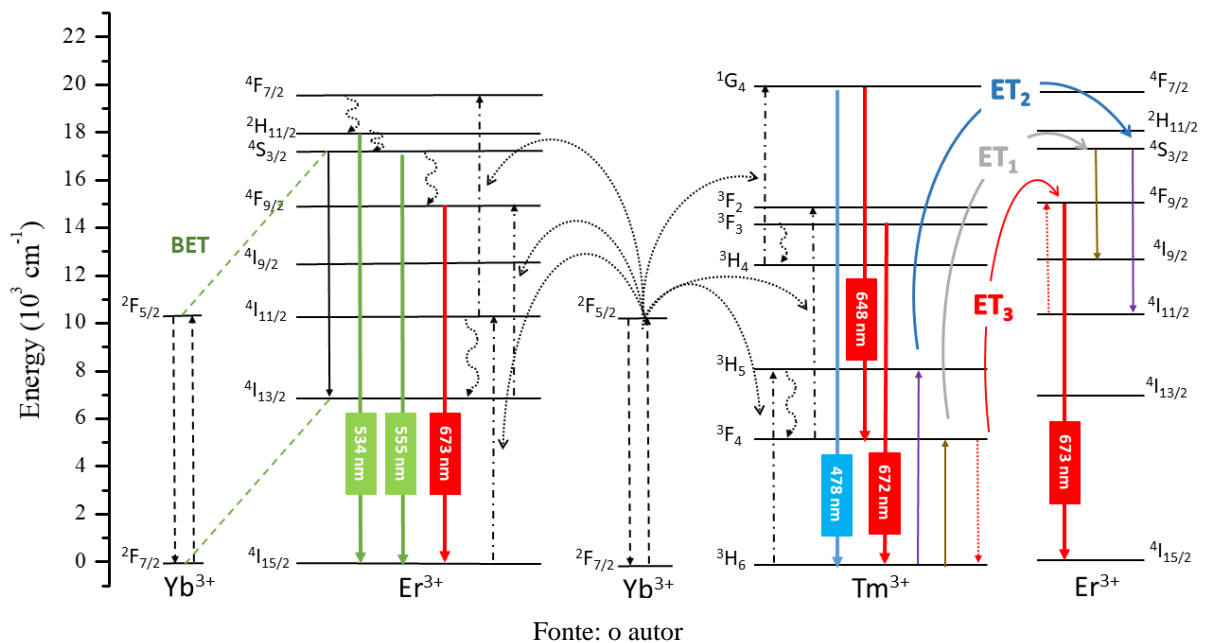 Energy (10³ cm⁻¹)
22
20
18
16
14
12
10
8
6
4
2
0
²F₅/₂
²F₇/₂
Yb³⁺
BET
⁴F₇/₂
²H₁₁/₂
⁴S₃/₂
⁴F₉/₂
⁴I₉/₂
⁴I₁₁/₂
⁴I₁₃/₂
⁴I₁₅/₂
534 nm
555 nm
673 nm
Er³⁺
²F₅/₂
²F₇/₂
Yb³⁺
¹G₄
³F₂
³F₃
³H₄
³H₅
³F₄
³H₆
478 nm
648 nm
672 nm
Tm³⁺
ET₂
ET₁
ET₃
⁴F₇/₂
²H₁₁/₂
⁴S₃/₂
⁴F₉/₂
⁴I₉/₂
⁴I₁₁/₂
⁴I₁₃/₂
⁴I₁₅/₂
673 nm
Er³⁺
Fonte: o autor